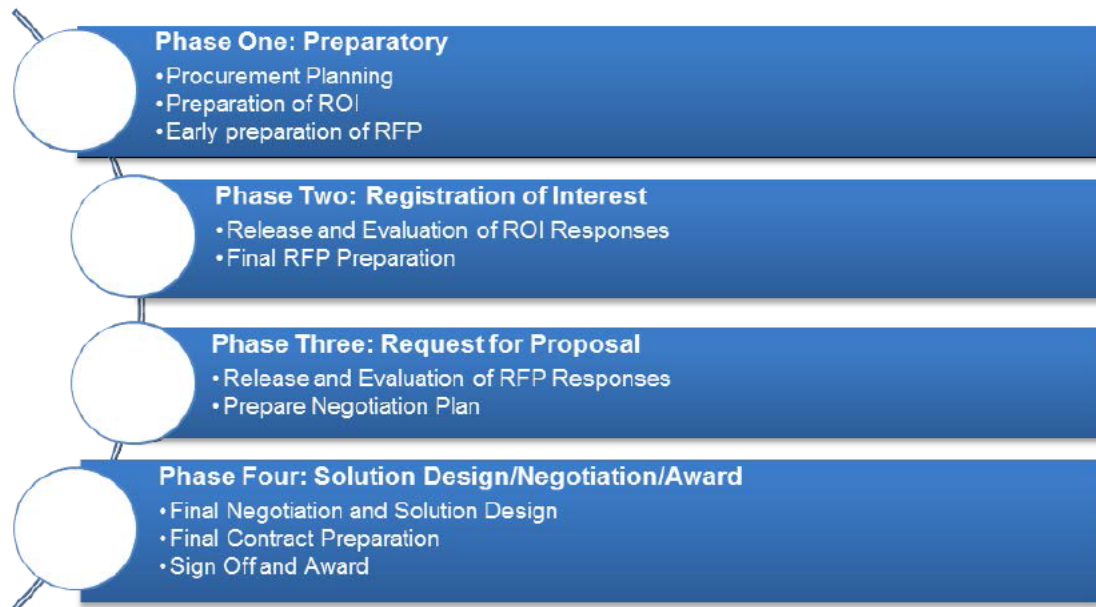 Phase One: Preparatory
•Procurement Planning
•Preparation of ROI
•Early preparation of RFP
Phase Two: Registration of Interest
•Release and Evaluation of ROI Responses
•Final RFP Preparation
Phase Three: Request for Proposal
•Release and Evaluation of RFP Responses
•Prepare Negotiation Plan
Phase Four: Solution Design/Negotiation/Award
•Final Negotiation and Solution Design
•Final Contract Preparation
•Sign Off and Award